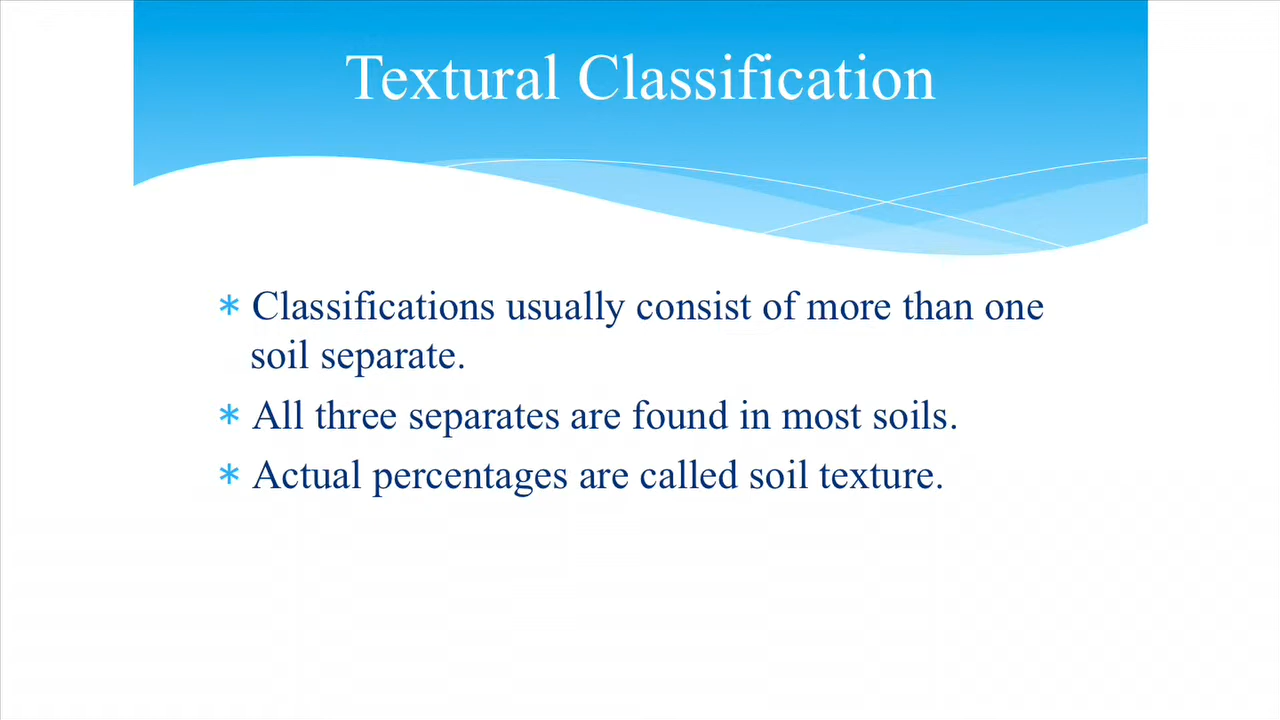 Textural Classification
* Classifications usually consist of more than one
soil separate.
* All three separates are found in most soils.
* Actual percentages are called soil texture.